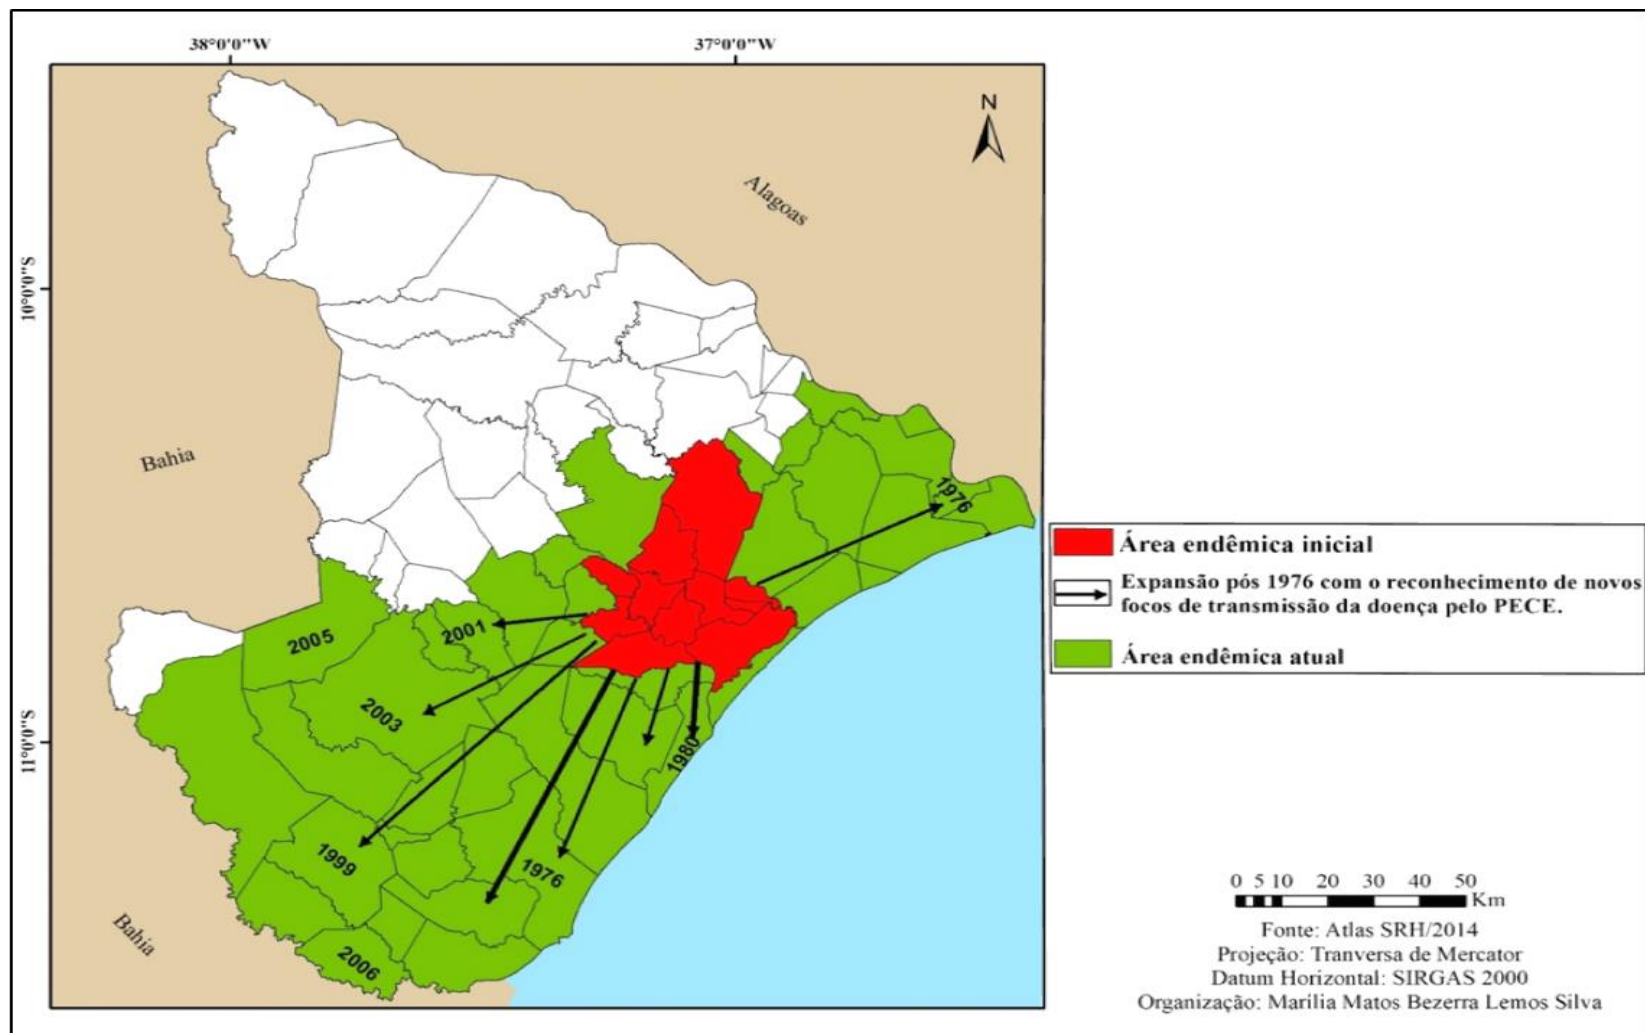 38°0'0"W
37°0'0"W
N
Alagoas
10°0'0"S
Bahia
1976
Área endêmica inicial
Expansão pós 1976 com o reconhecimento de novos
focos de transmissão da doença pelo PECE.
Área endêmica atual
2005
2001
2003
11°0'0"S
1980
1999
1976
Bahia
2006
0 5 10 20 30 40 50
Km
Fonte: Atlas SRH/2014
Projeção: Tranversa de Mercator
Datum Horizontal: SIRGAS 2000
Organização: Marília Matos Bezerra Lemos Silva